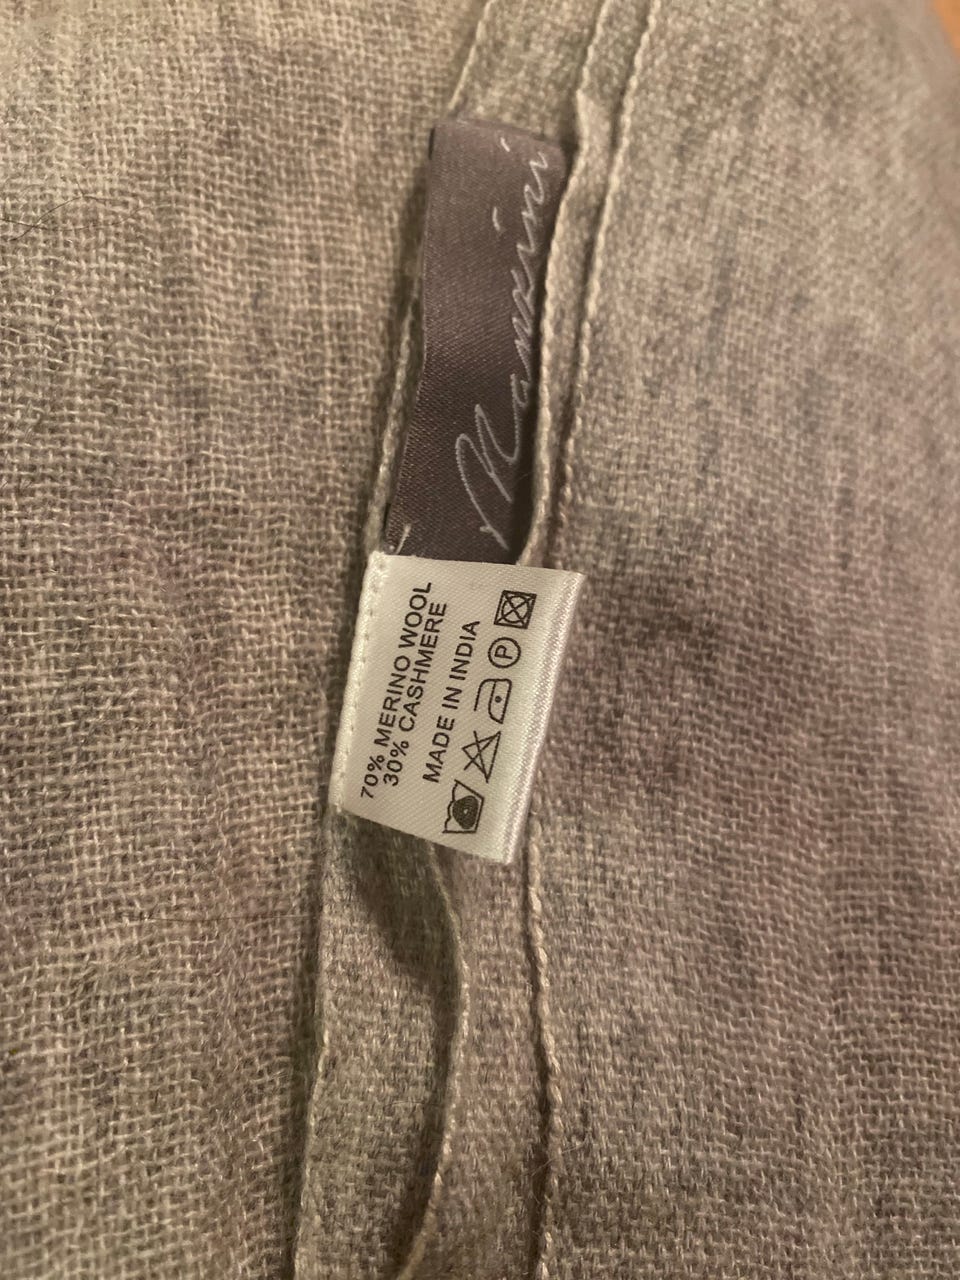 70% MERINO WOOL
30% CASHMERE
MADE IN INDIA
P